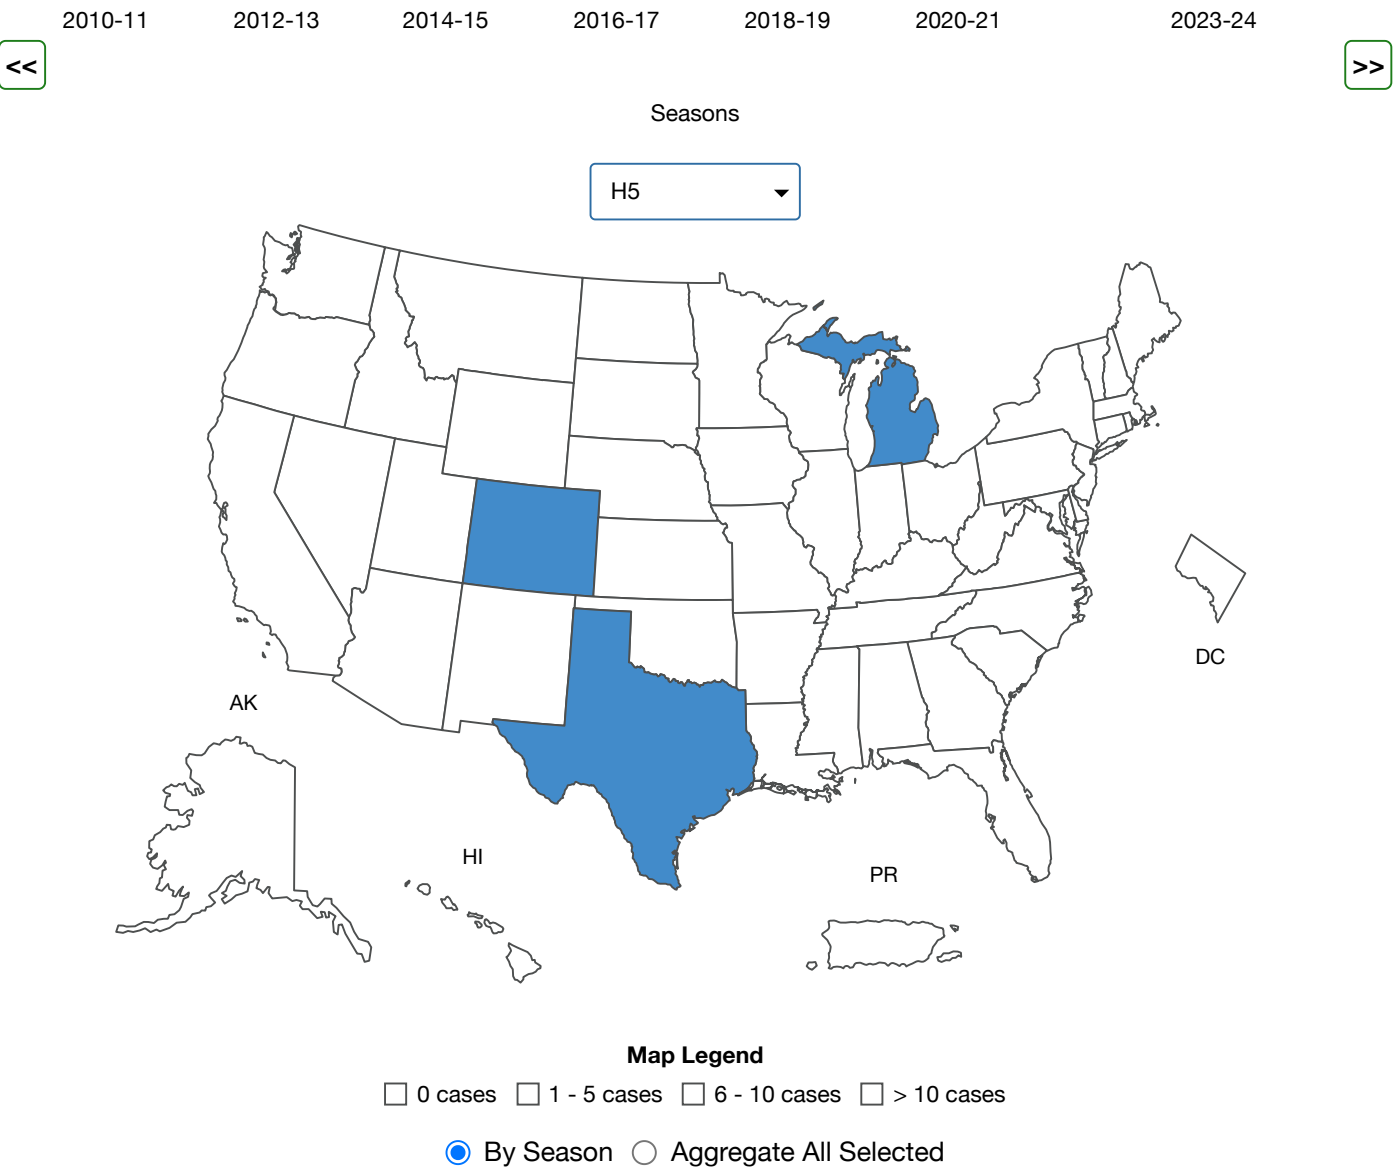 2010-11 2012-13 2014-15 2016-17 2018-19 2020-21 2023-24
<< >>
Seasons
H5
AK
HI
PR
DC
Map Legend
0 cases 1 - 5 cases 6 - 10 cases > 10 cases
By Season Aggregate All Selected